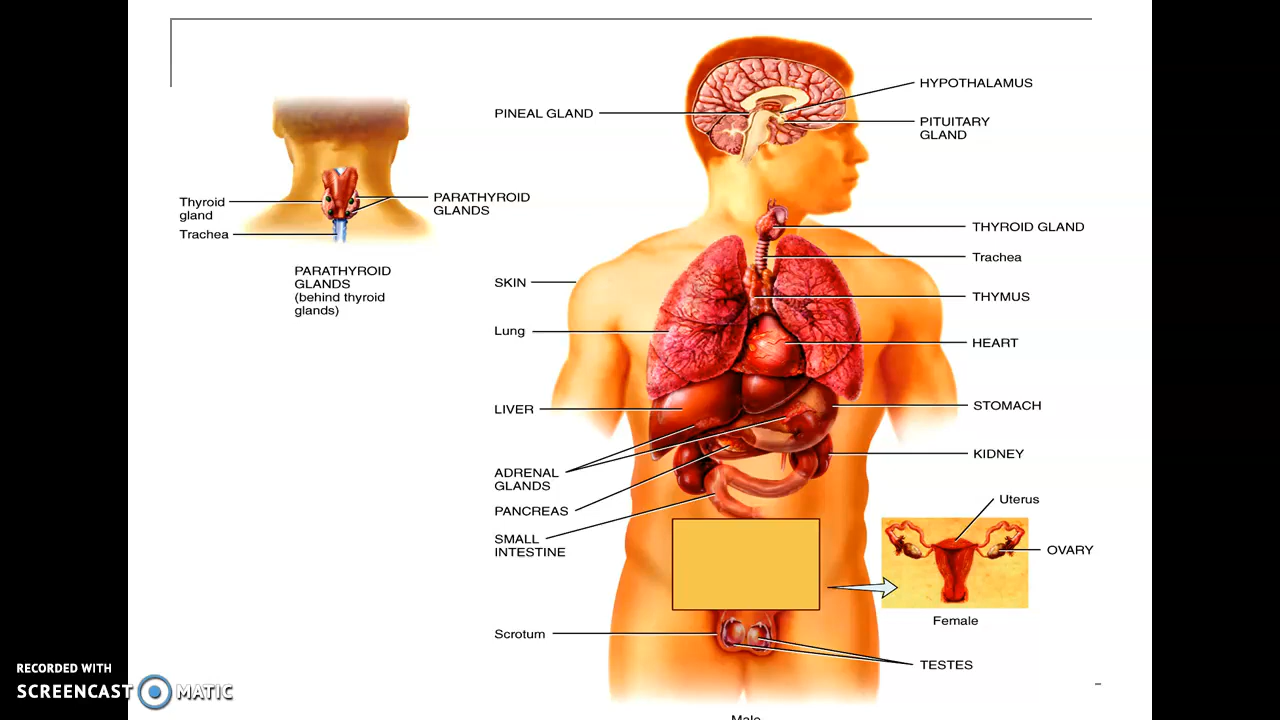 HYPOTHALAMUS
PINEAL GLAND
PITUITARY
GLAND
Thyroid
gland
PARATHYROID
GLANDS
Trachea
PARATHYROID
GLANDS
(behind thyroid
glands)
THYROID GLAND
Trachea
SKIN
THYMUS
Lung
HEART
LIVER
STOMACH
ADRENAL
GLANDS
KIDNEY
PANCREAS
SMALL
INTESTINE
Uterus
OVARY
Female
Scrotum
TESTES
Male
RECORDED WITH
SCREENCAST MATIC